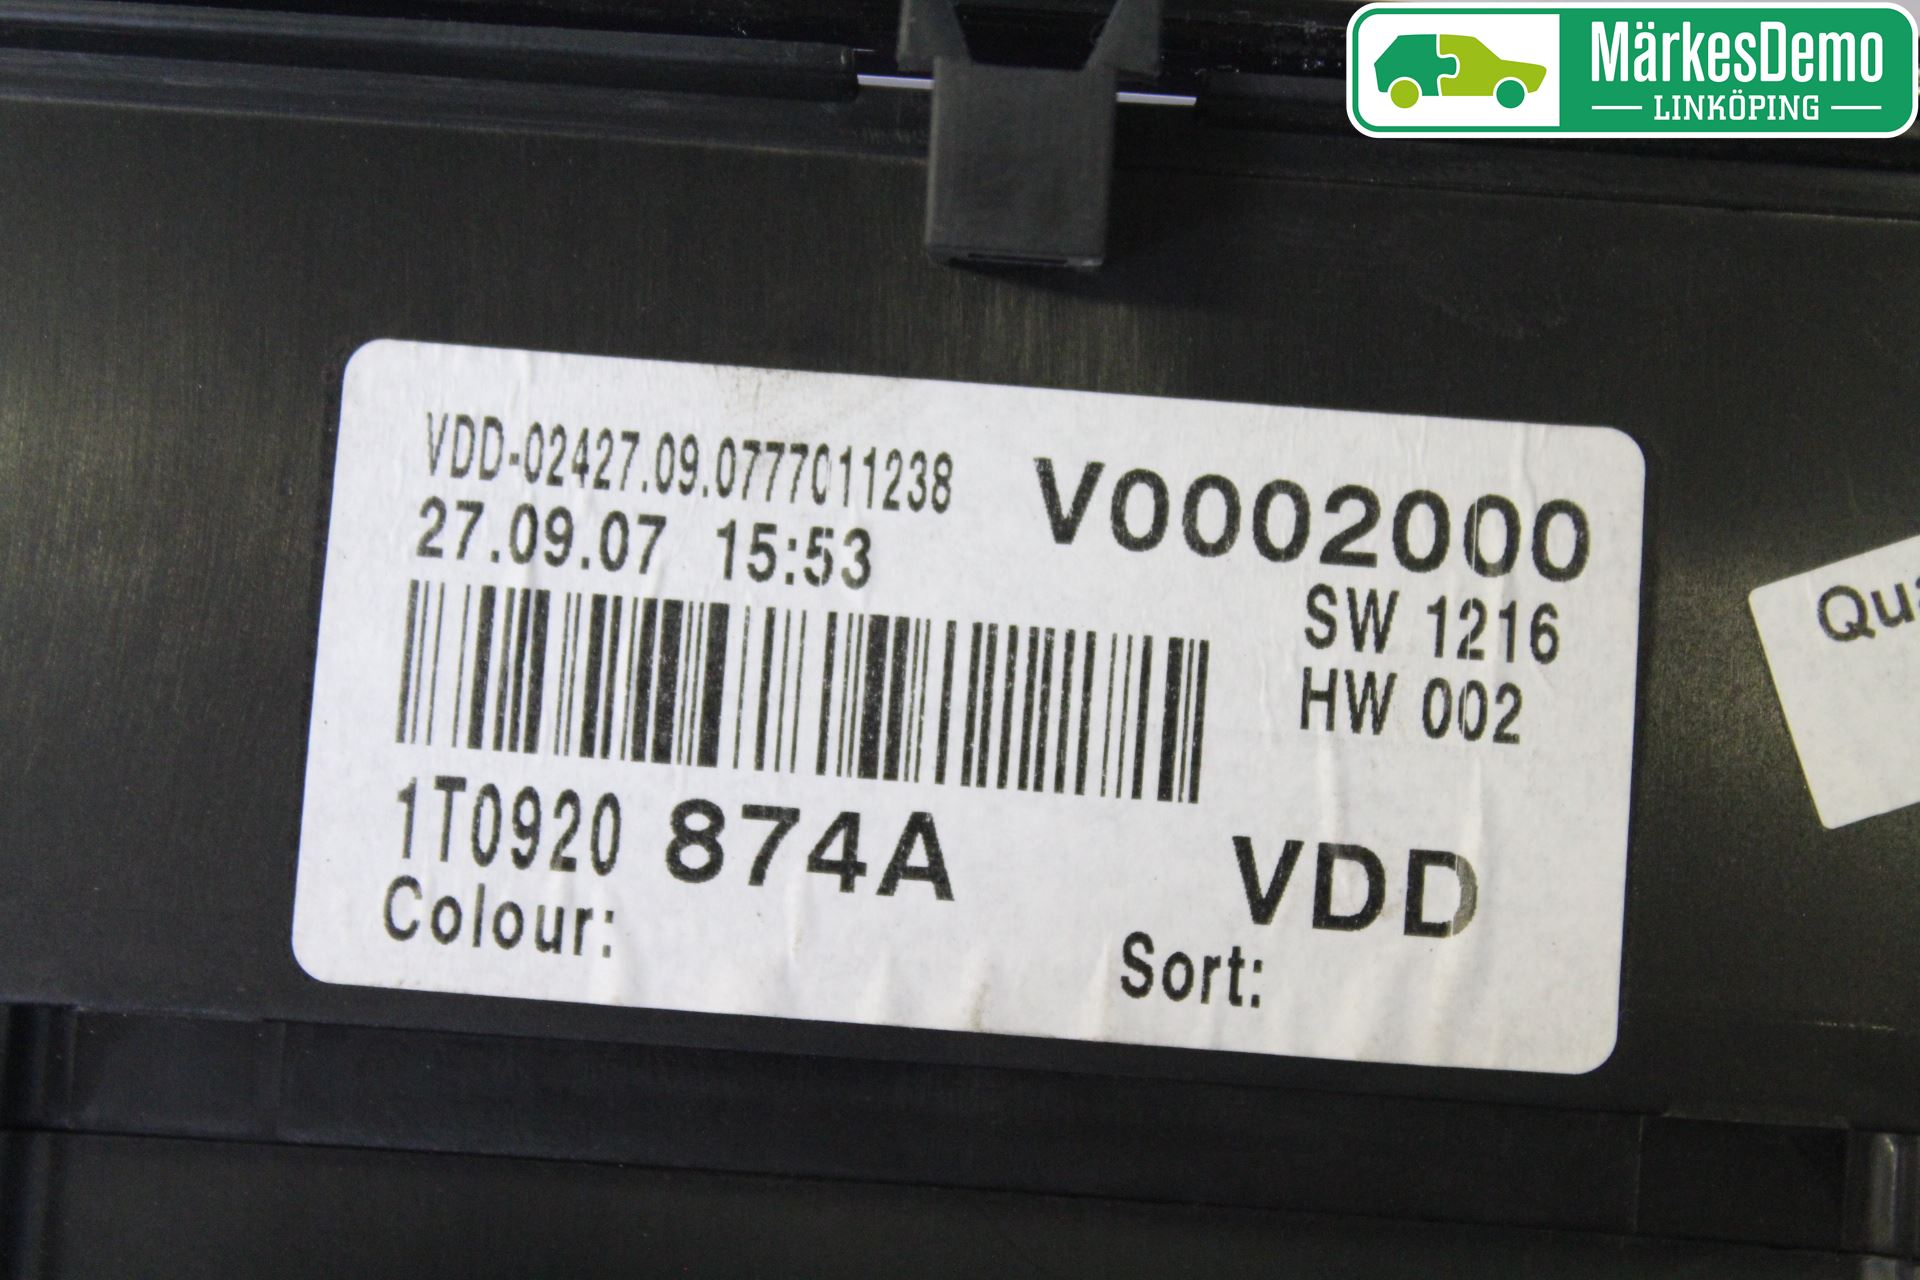 MärkesDemo
LINKÖPING
VDD-02427.09.0777011238
V0002000
27.09.07 15:53
SW 1216
HW 002
1T0920 874A
VDD
Colour:
Sort: